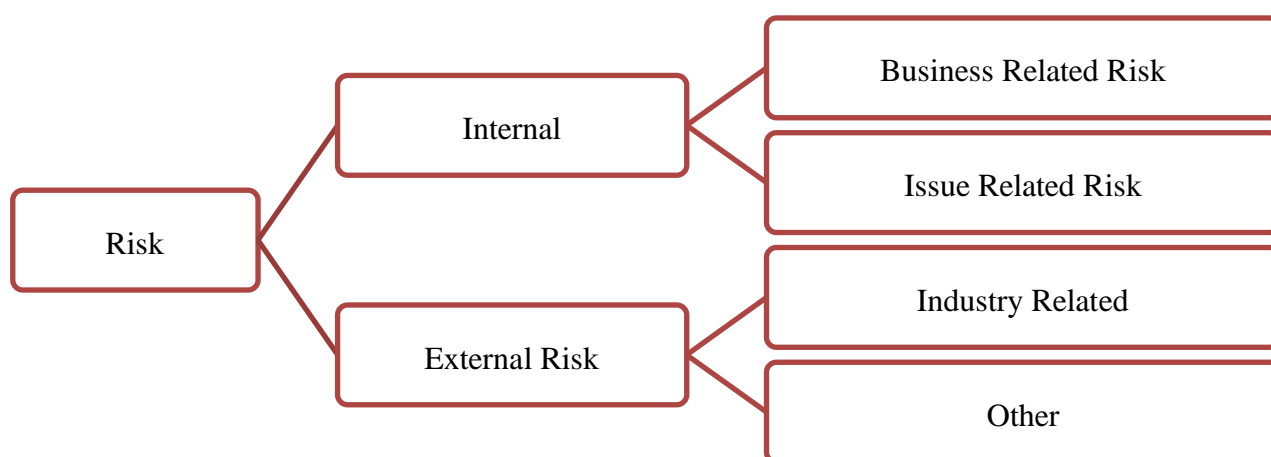 Risk
Internal
Business Related Risk
Issue Related Risk
External Risk
Industry Related
Other